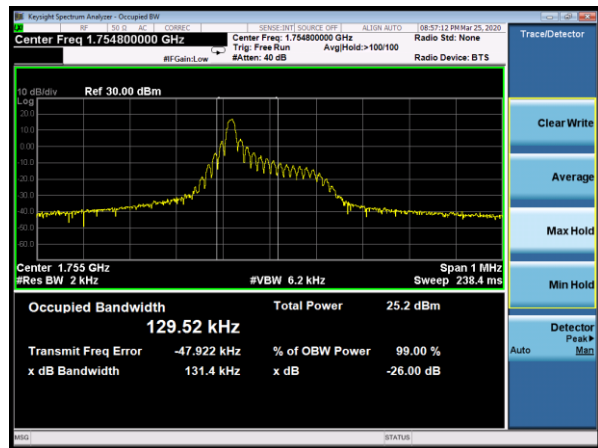 Keysight Spectrum Analyzer - Occupied BW
RF 50 Ω AC CORREC SENSE:INT SOURCE OFF ALIGN AUTO 08:57:12 PM Mar 25, 2020
Center Freq 1.754800000 GHz
Center Freq: 1.754800000 GHz
Radio Std: None
Trig: Free Run Avg|Hold:>100/100
#IFGain:Low
#Atten: 40 dB
Radio Device: BTS
Trace/Detector
10 dB/div Ref 30.00 dBm
Log
20.0
10.0
0.00
-10.0
-20.0
-30.0
-40.0
-50.0
-60.0
Center 1.755 GHz
Span 1 MHz
#Res BW 2 kHz
#VBW 6.2 kHz
Sweep 238.4 ms
Occupied Bandwidth
129.52 kHz
Total Power 25.2 dBm
Transmit Freq Error -47.922 kHz
% of OBW Power 99.00 %
x dB Bandwidth 131.4 kHz
x dB -26.00 dB
Clear Write
Average
Max Hold
Min Hold
Detector
Peak▶
Auto Man
MSG
STATUS